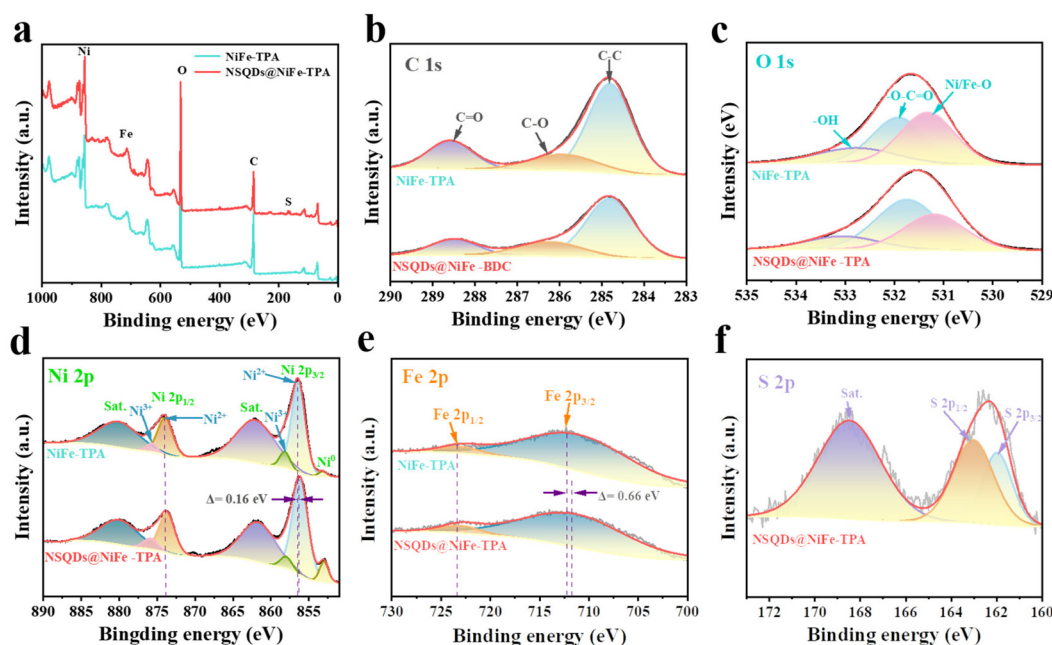 a
Ni
NiFe-TPA
NSQDs@NiFe-TPA
O
Fe
C
S
Intensity (a.u.)
1000 800 600 400 200 0
Binding energy (eV)
b
C 1s
C-C
C=O
C-O
NiFe-TPA
NSQDs@NiFe -BDC
Intensity (a.u.)
290 289 288 287 286 285 284 283
Binding energy (eV)
c
O 1s
Ni/Fe-O
-O-C=O
-OH
NiFe-TPA
NSQDs@NiFe -TPA
Intensity (eV)
535 534 533 532 531 530 529
Binding energy (eV)
d
Ni 2p
Ni²⁺ Ni 2p3/2
Sat. Ni³⁺ Ni 2p1/2 Ni²⁺ Sat. Ni³⁺
NiFe-TPA
Ni⁰
Δ= 0.16 eV
NSQDs@NiFe -TPA
Intensity (a.u.)
890 880 870 860
Bingding energy (eV)
e
Fe 2p
Fe 2p1/2
Fe 2p3/2
NiFe-TPA
Δ= 0.66 eV
NSQDs@NiFe-TPA
Intensity (a.u.)
730 725 720 715 710 705 700
Binding energy (eV)
f
S 2p
Sat.
S 2p1/2
S 2p3/2
NSQDs@NiFe-TPA
Intensity (a.u.)
172 170 168 166 164 162 160
Binding energy (eV)